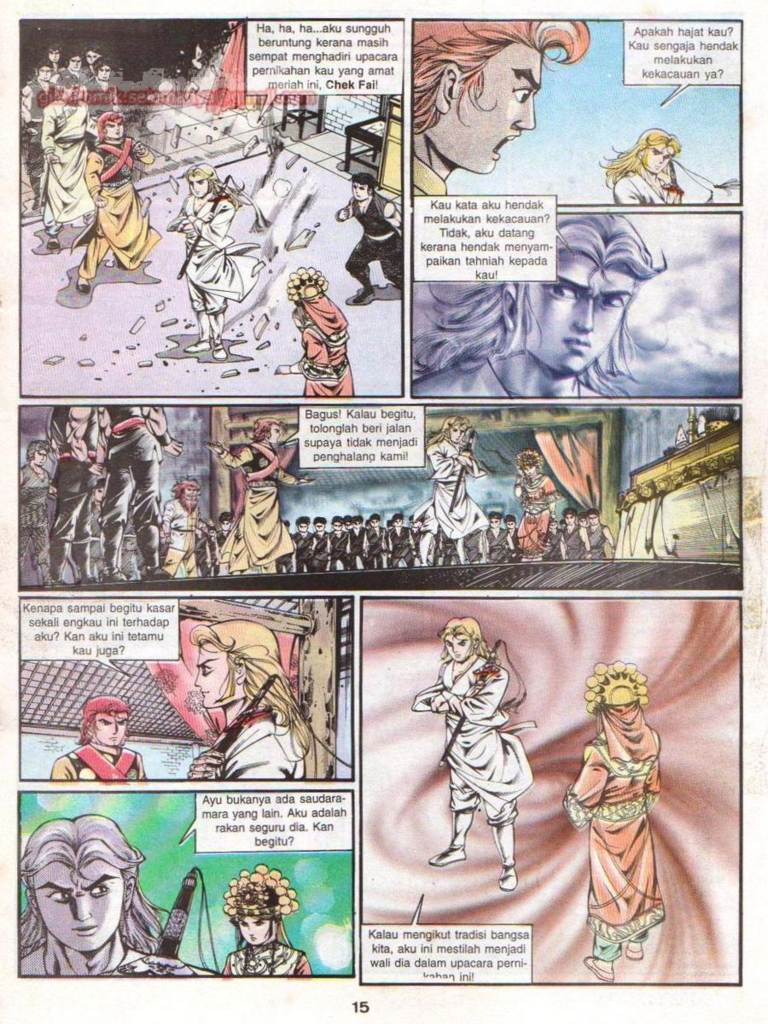 Ha, ha, ha...aku sungguh
beruntung kerana masih
sempat menghadiri upacara
pernikahan kau yang amat
meriah ini, Chek Fai!
Apakah hajat kau?
Kau sengaja hendak
melakukan
kekacauan ya?
Kau kata aku hendak
melakukan kekacauan?
Tidak, aku datang
kerana hendak menyam-
paikan tahniah kepada
kau!
Bagus! Kalau begitu,
tolonglah beri jalan
supaya tidak menjadi
penghalang kami!
Kenapa sampai begitu kasar
sekali engkau ini terhadap
aku? Kan aku ini tetamu
kau juga?
Ayu bukanya ada saudara-
mara yang lain. Aku adalah
rakan seguru dia. Kan
begitu?
Kalau mengikut tradisi bangsa
kita, aku ini mestilah menjadi
wali dia dalam upacara perni-
kahan ini!
15